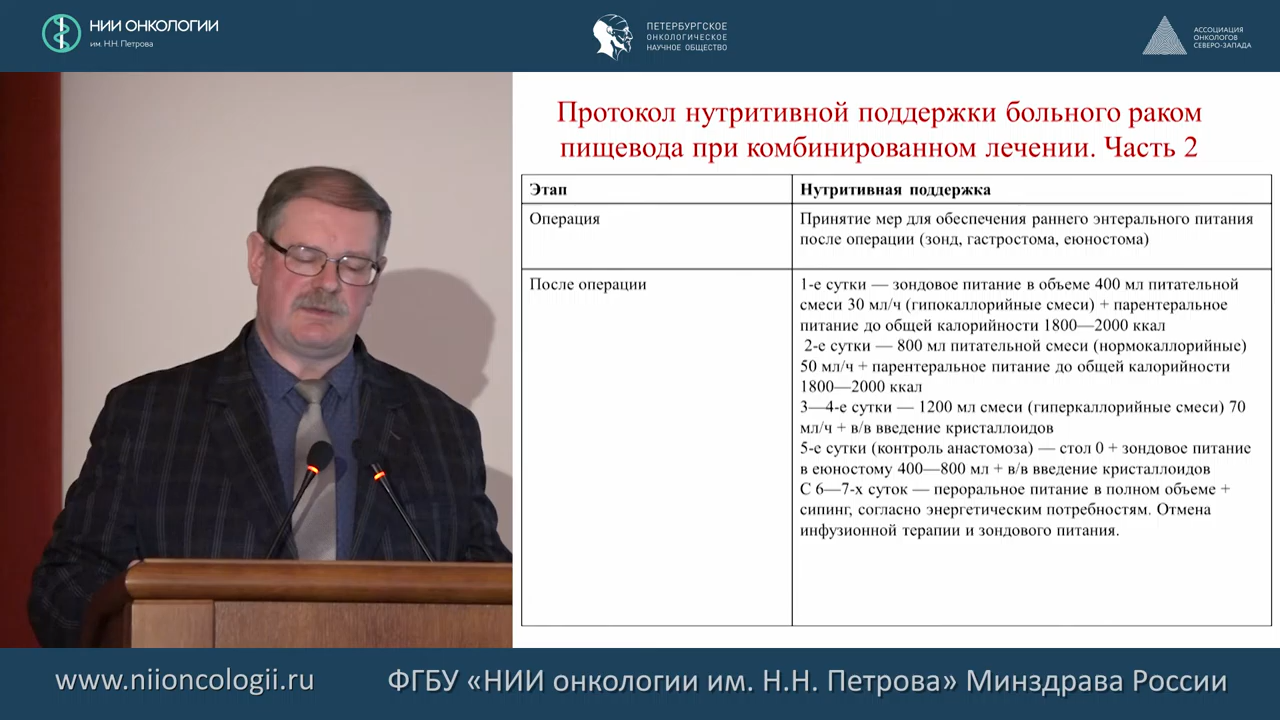 НИИ ОНКОЛОГИИ
им. Н.Н. Петрова
ПЕТЕРБУРГСКОЕ
ОНКОЛОГИЧЕСКОЕ
НАУЧНОЕ ОБЩЕСТВО
АССОЦИАЦИЯ
ОНКОЛОГОВ
СЕВЕРО-ЗАПАДА
Протокол нутритивной поддержки больного раком
пищевода при комбинированном лечении. Часть 2
Этап
Нутритивная поддержка
Операция
Принятие мер для обеспечения раннего энтерального питания
после операции (зонд, гастростома, еюностома)
После операции
1-е сутки — зондовое питание в объеме 400 мл питательной
смеси 30 мл/ч (гипокаллорийные смеси) + парентеральное
питание до общей калорийности 1800—2000 ккал
2-е сутки — 800 мл питательной смеси (нормокаллорийные)
50 мл/ч + парентеральное питание до общей калорийности
1800—2000 ккал
3—4-е сутки — 1200 мл смеси (гиперкаллорийные смеси) 70
мл/ч + в/в введение кристаллоидов
5-е сутки (контроль анастомоза) — стол 0 + зондовое питание
в еюностому 400—800 мл + в/в введение кристаллоидов
С 6—7-х суток — пероральное питание в полном объеме +
сипинг, согласно энергетическим потребностям. Отмена
инфузионной терапии и зондового питания.
www.niioncologii.ru
ФГБУ «НИИ онкологии им. Н.Н. Петрова» Минздрава России